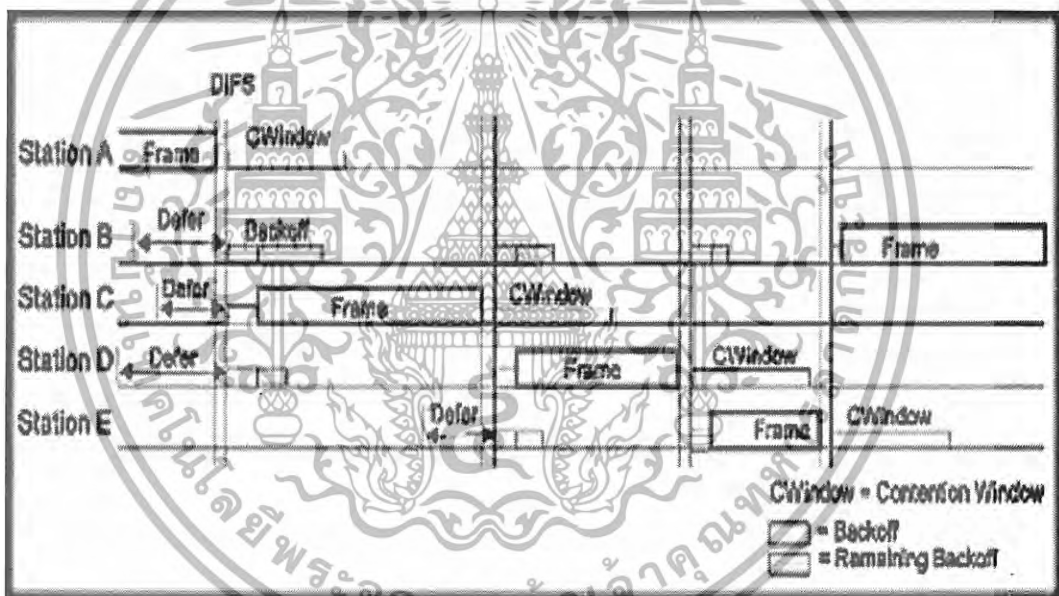 DIFS
Station A
Frame
CWindow
Station B
Defer
Backoff
Frame
Station C
Defer
Frame
CWindow
Station D
Defer
Frame
CWindow
Station E
Defer
Frame
CWindow
CWindow = Contention Window
= Backoff
= Remaining Backoff